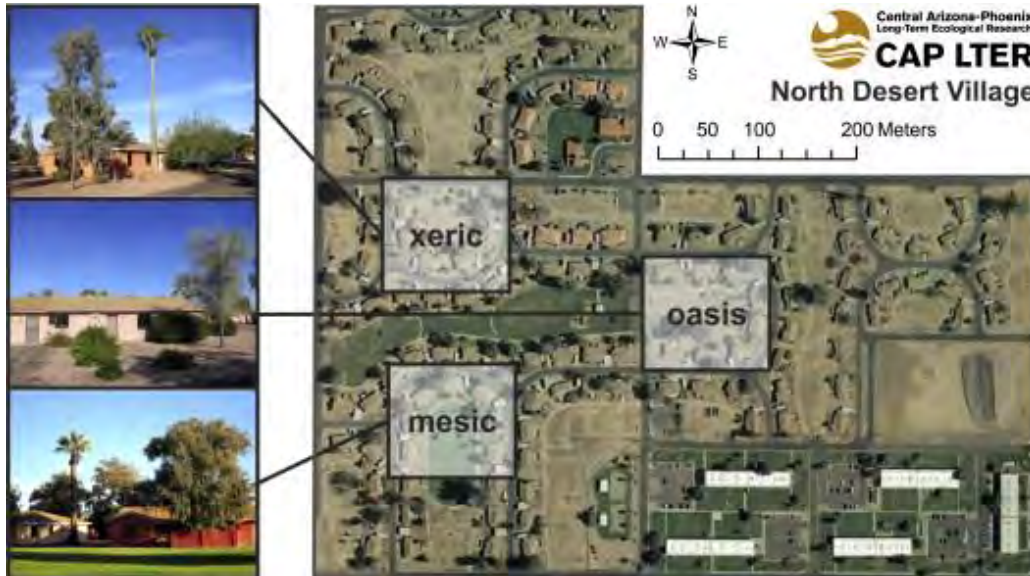 N
W E
S
Central Arizona-Phoenix
Long-Term Ecological Research
CAP LTER
North Desert Village
0 50 100 200 Meters
xeric
oasis
mesic